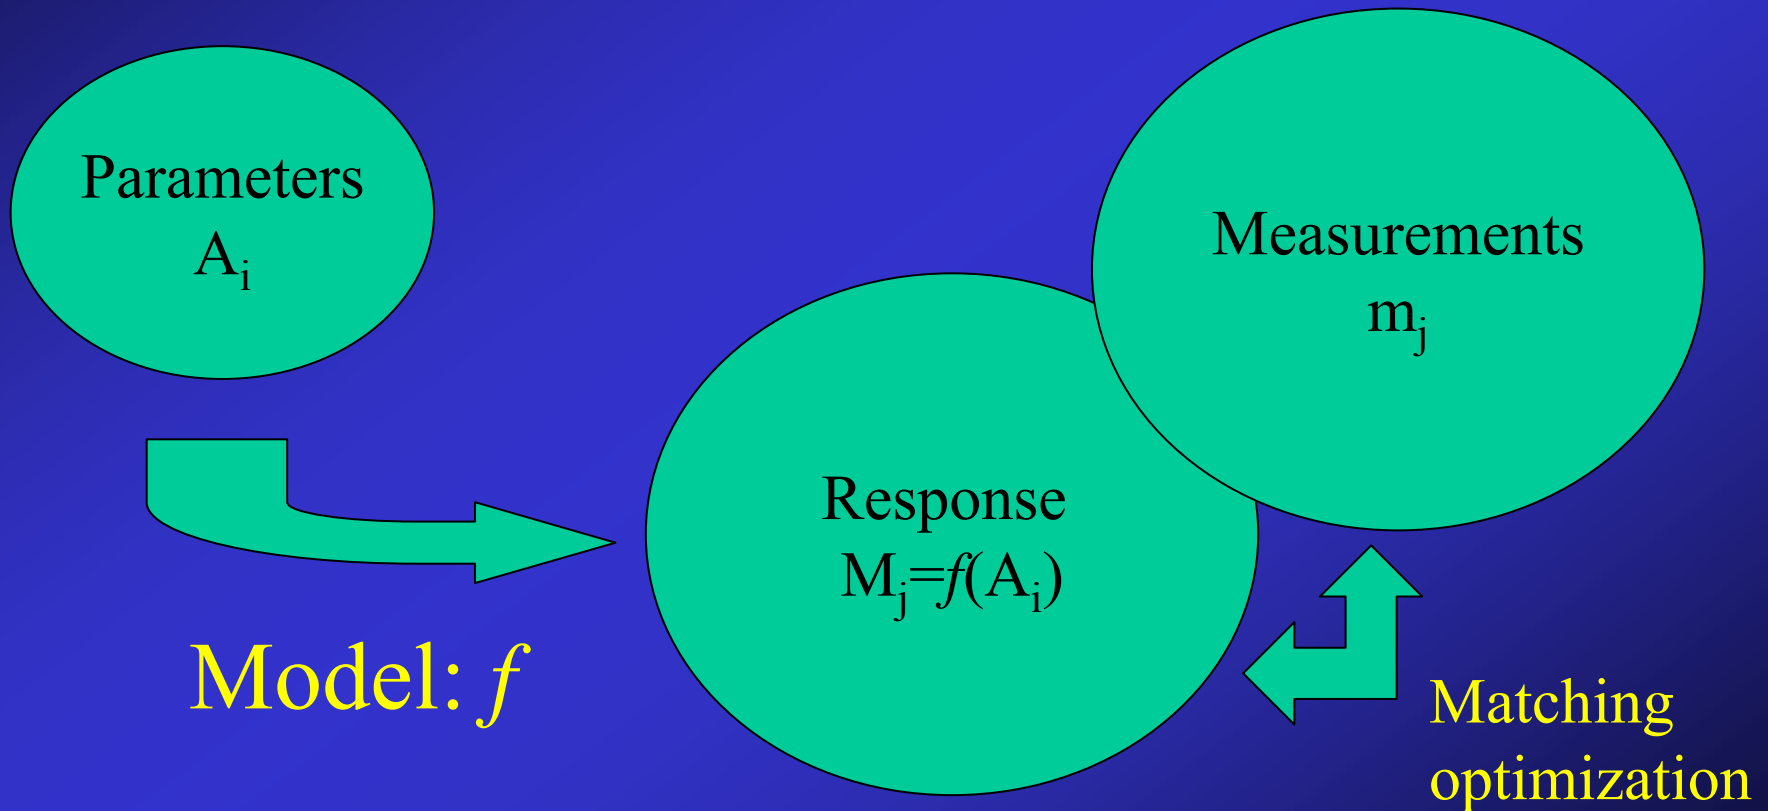 Parameters
Aᵢ
Measurements
mⱼ
Response
Mⱼ=f(Aᵢ)
Model: f
Matching
optimization